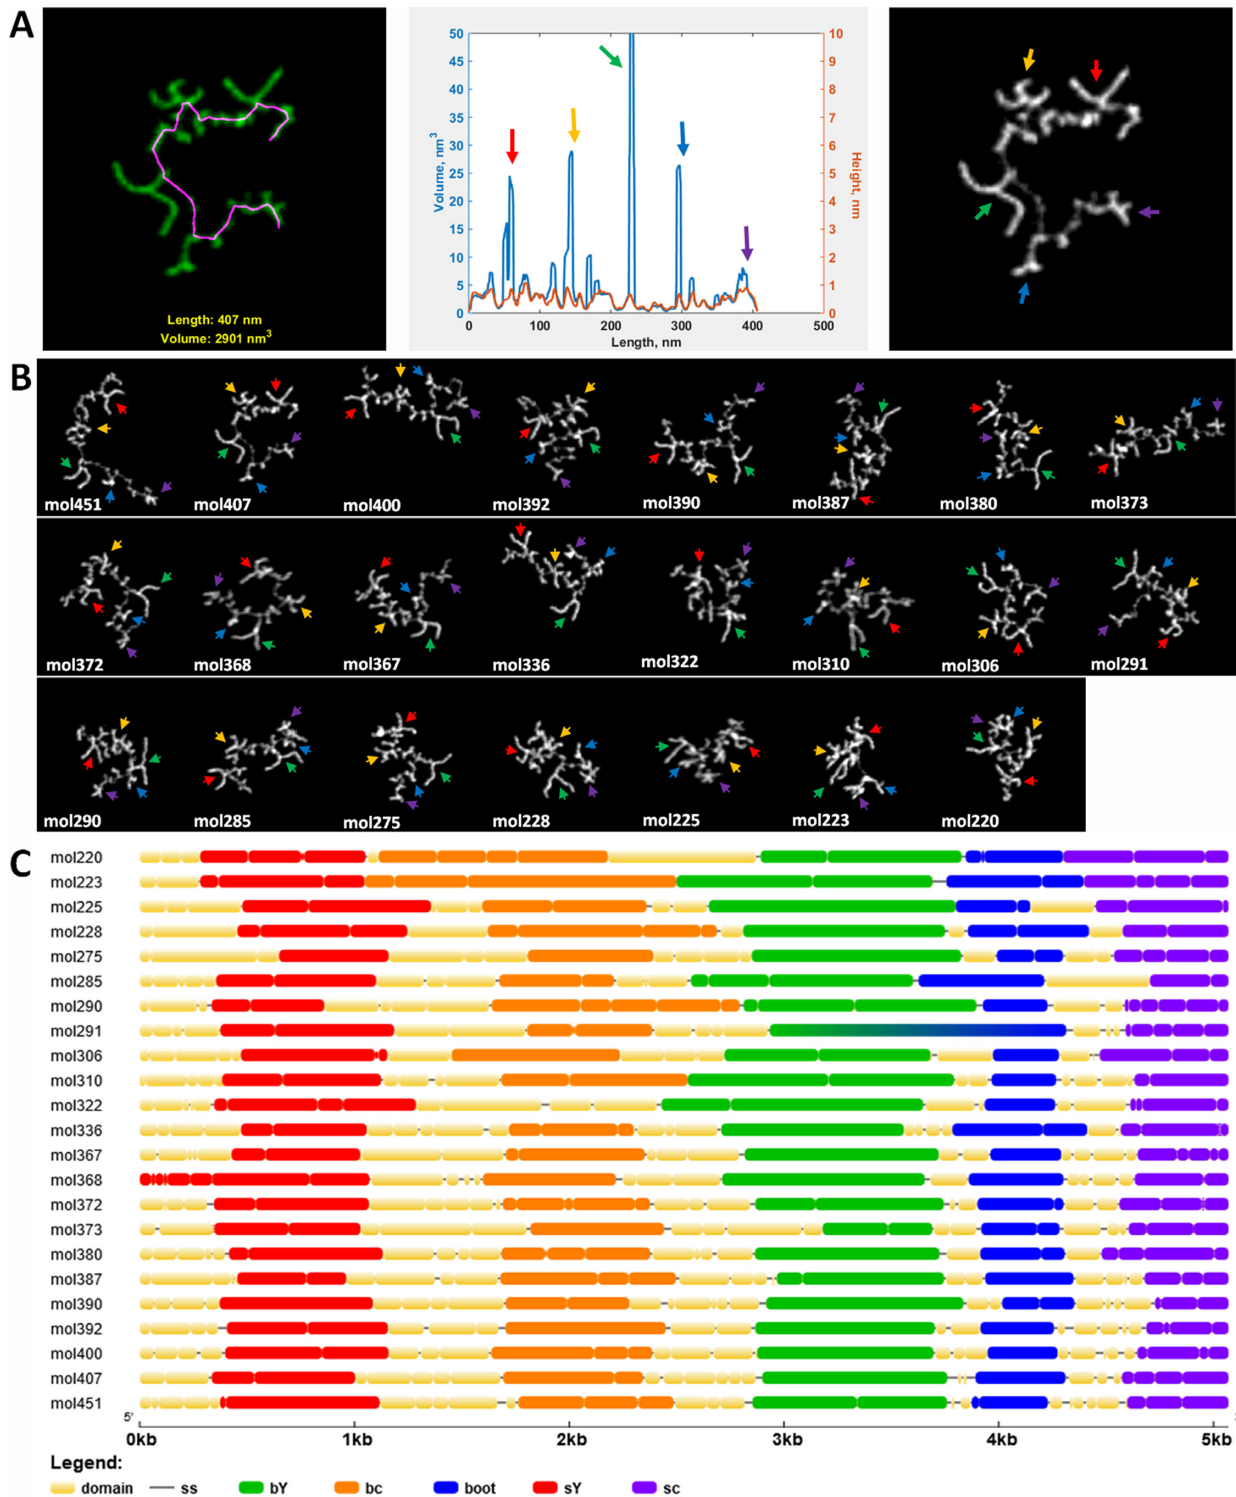 A
Length: 407 nm
Volume: 2901 nm³
50
45
40
35
30
25
20
15
10
5
0
Volume, nm³
0 100 200 300 400 500
Length, nm
10
9
8
7
6
5
4
3
2
1
0
Height, nm
B
mol451 mol407 mol400 mol392 mol390 mol387 mol380 mol373
mol372 mol368 mol367 mol336 mol322 mol310 mol306 mol291
mol290 mol285 mol275 mol228 mol225 mol223 mol220
C
mol220
mol223
mol225
mol228
mol275
mol285
mol290
mol291
mol306
mol310
mol322
mol336
mol367
mol368
mol372
mol373
mol380
mol387
mol390
mol392
mol400
mol407
mol451
5'
0kb 1kb 2kb 3kb 4kb 5kb
Legend:
domain ss bY bc boot sY sc